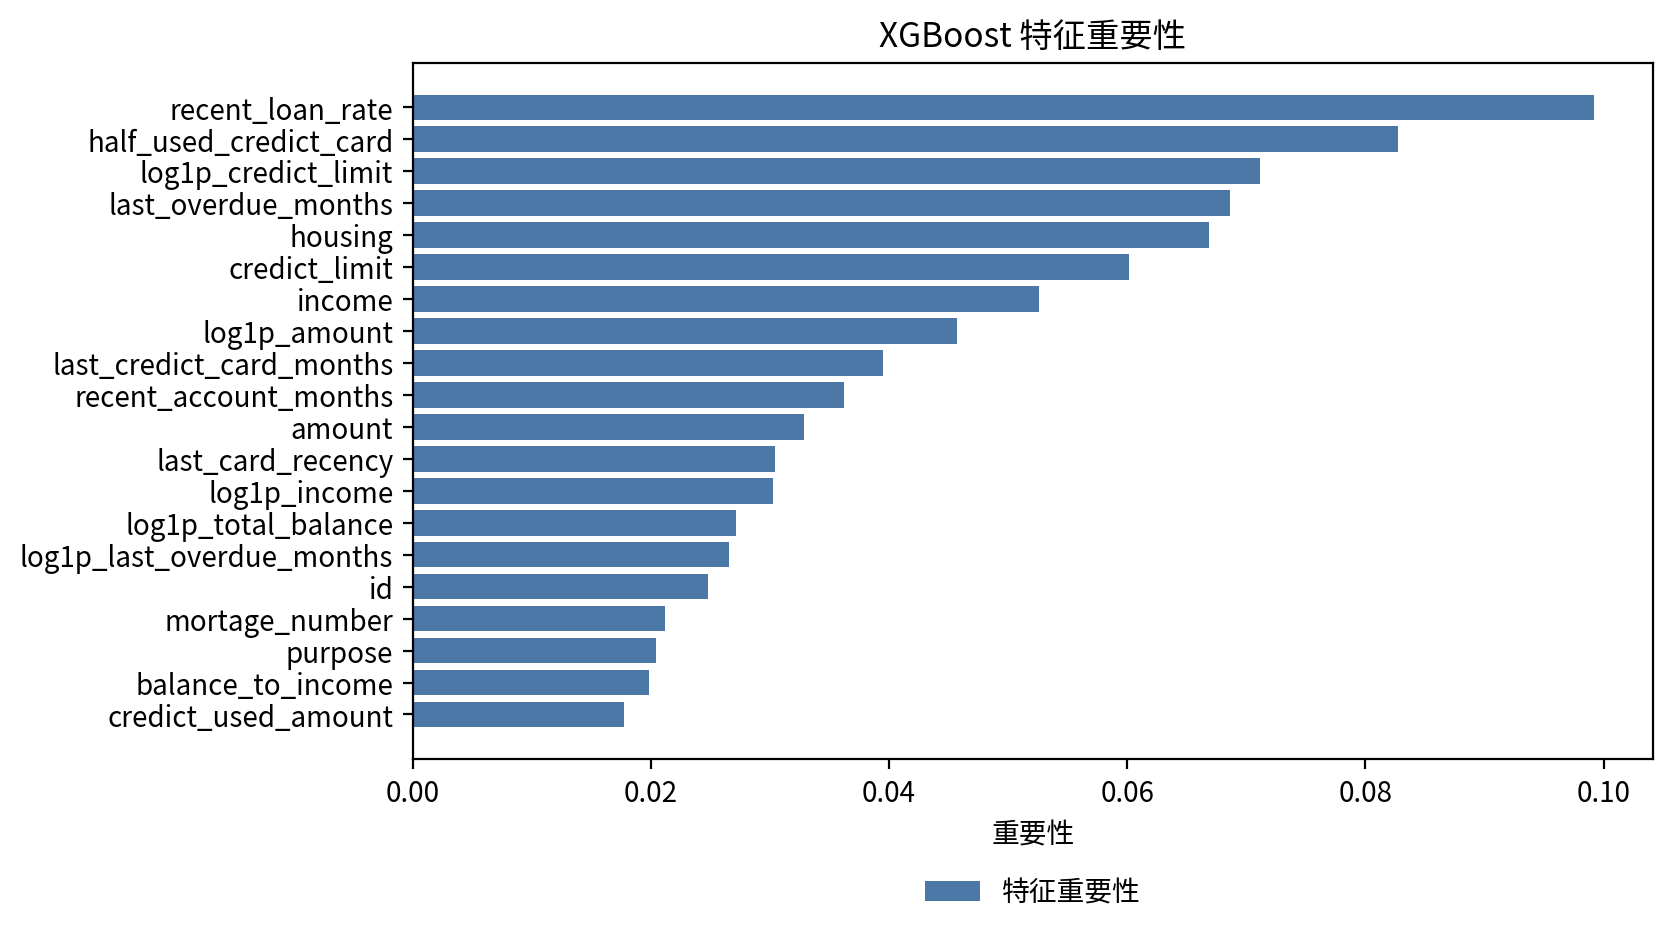 XGBoost 特征重要性
recent_loan_rate
half_used_credict_card
log1p_credict_limit
last_overdue_months
housing
credict_limit
income
log1p_amount
last_credict_card_months
recent_account_months
amount
last_card_recency
log1p_income
log1p_total_balance
log1p_last_overdue_months
id
mortage_number
purpose
balance_to_income
credict_used_amount
0.00 0.02 0.04 0.06 0.08 0.10
重要性
特征重要性